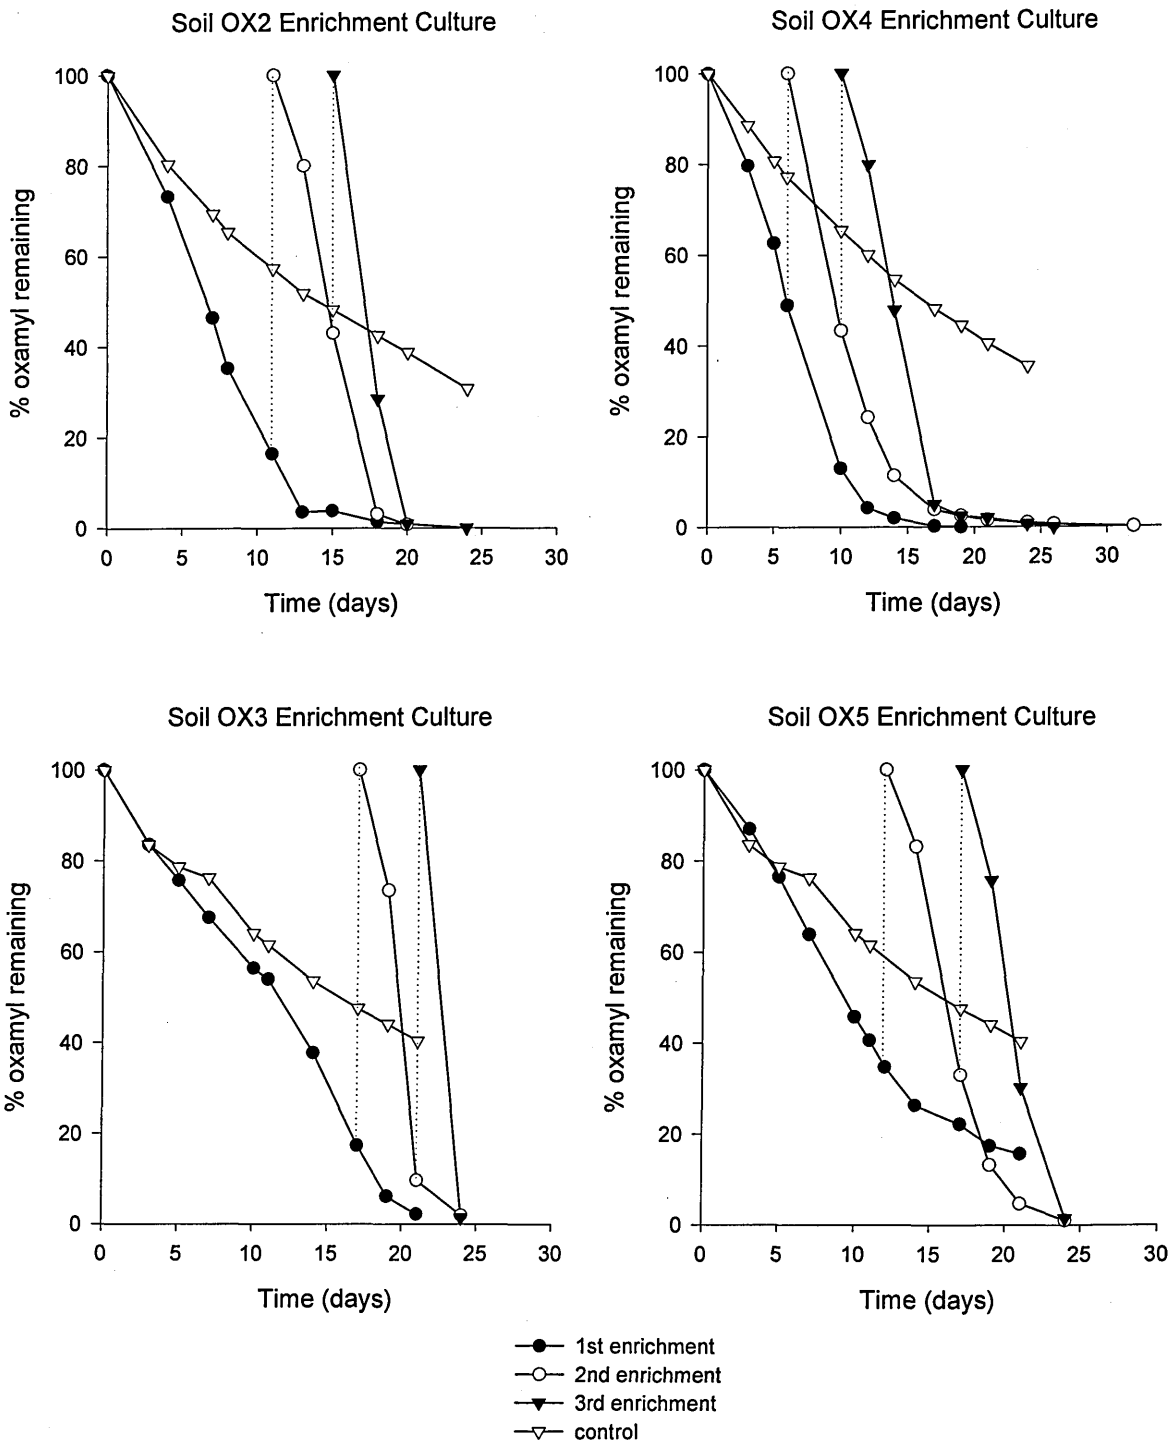 Soil OX2 Enrichment Culture
100
80
60
40
20
0
% oxamyl remaining
0 5 10 15 20 25 30
Time (days)
Soil OX4 Enrichment Culture
100
80
60
40
20
0
% oxamyl remaining
0 5 10 15 20 25 30
Time (days)
Soil OX3 Enrichment Culture
100
80
60
40
20
0
% oxamyl remaining
0 5 10 15 20 25 30
Time (days)
Soil OX5 Enrichment Culture
100
80
60
40
20
0
% oxamyl remaining
0 5 10 15 20 25 30
Time (days)
1st enrichment
2nd enrichment
3rd enrichment
control